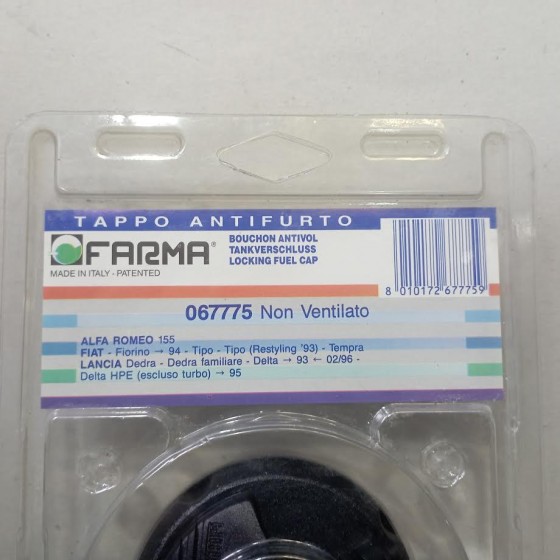 TAPPO ANTIFURTO
FARMA®
MADE IN ITALY - PATENTED
BOUCHON ANTIVOL
TANKVERSCHLUSS
LOCKING FUEL CAP
8 010172 677759
067775 Non Ventilato
ALFA ROMEO 155
FIAT - Fiorino → 94 - Tipo - Tipo (Restyling '93) - Tempra
LANCIA Dedra - Dedra familiare - Delta → 93 ← 02/96 -
Delta HPE (escluso turbo) → 95